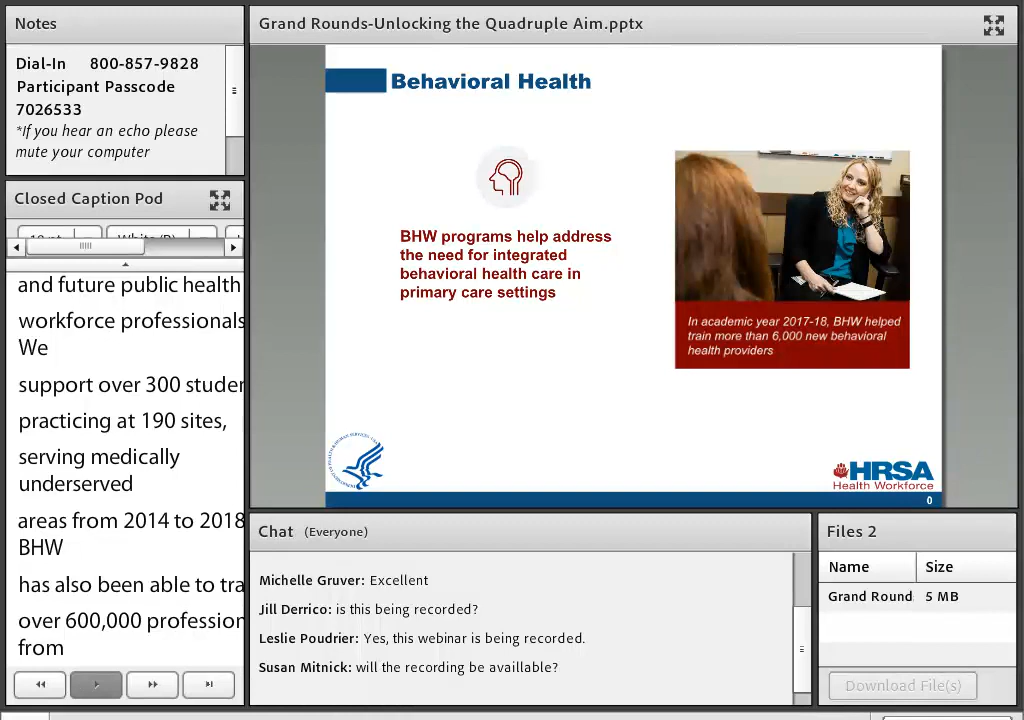 Notes
Dial-In 800-857-9828
Participant Passcode
7026533
*If you hear an echo please
mute your computer
Closed Caption Pod
and future public health
workforce professionals
We
support over 300
practicing at 190 sites,
serving medically
underserved
areas from 2014 to 2018
BHW
has also been able to
over 600,000
from
Grand Rounds-Unlocking the Quadruple Aim.pptx
Behavioral Health
BHW programs help address
the need for integrated
behavioral health care in
primary care settings
In academic year 2017-18, BHW helped
train more than 6,000 new behavioral
health providers
HRSA
Health Workforce
0
Chat (Everyone)
Michelle Gruver: Excellent
Jill Derrico: is this being recorded?
Leslie Poudrier: Yes, this webinar is being recorded.
Susan Mitnick: will the recording be availlable?
Files 2
Name Size
Grand Round 5 MB
Download File(s)